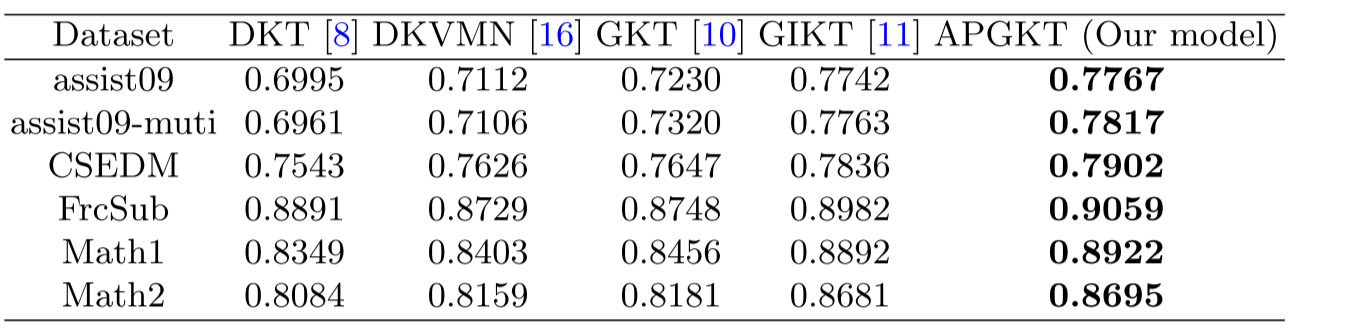 Dataset DKT [8] DKVMN [16] GKT [10] GIKT [11] APGKT (Our model)
assist09 0.6995 0.7112 0.7230 0.7742 0.7767
assist09-muti 0.6961 0.7106 0.7320 0.7763 0.7817
CSEDM 0.7543 0.7626 0.7647 0.7836 0.7902
FrcSub 0.8891 0.8729 0.8748 0.8982 0.9059
Math1 0.8349 0.8403 0.8456 0.8892 0.8922
Math2 0.8084 0.8159 0.8181 0.8681 0.8695